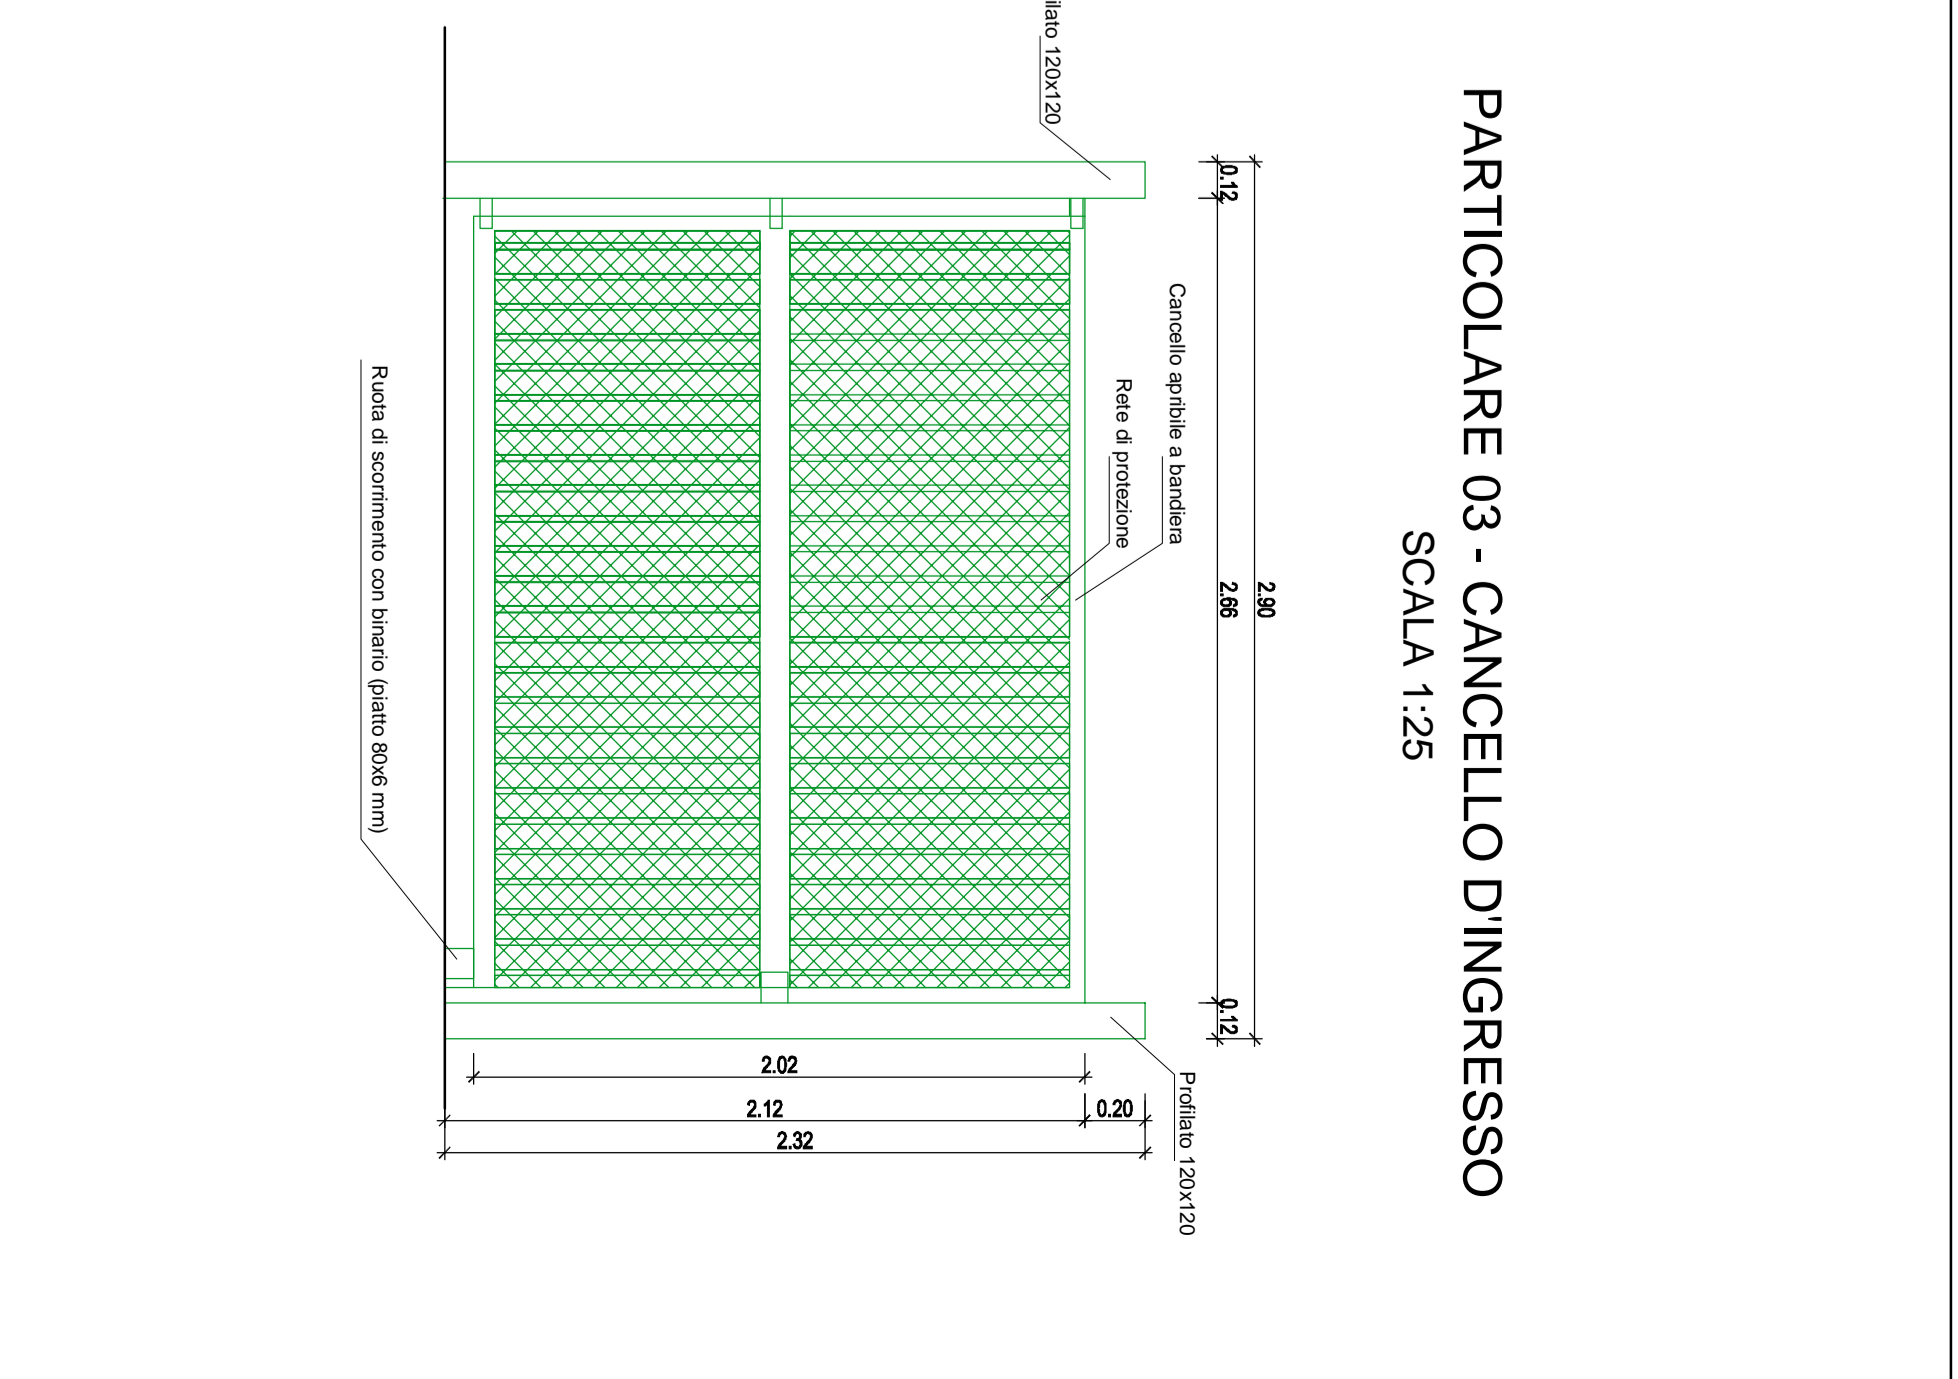 PARTICOLARE 03 - CANCELLO D'INGRESSO
SCALA 1:25
2.90
0.12
2.66
0.12
ilato 120x120
Cancello apribile a bandiera
Rete di protezione
Profilato 120x120
0.20
2.02
2.12
2.32
Ruota di scorrimento con binario (piatto 80x6 mm)